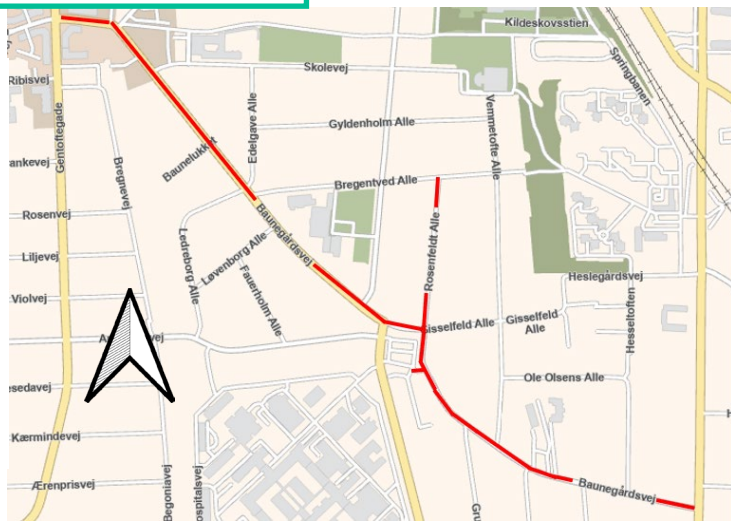 Kildeskovsstien
Springbanen
Skolevej
Ribisvej
Gentoftegade
Edelgave Alle
Gyldenholm Alle
Vemmetofte Alle
Baunelukket
Bregnevej
Bregentved Alle
Rosenvej
Baunegårdsvej
Rosenfeldt Alle
Ledreborg Alle
Løvenborg Alle
Liljevej
Fauerholm Alle
Heslegårdsvej
Violvej
Hesseltoften
Gisselfeld Alle
Gisselfeld
Alle
Ole Olsens Alle
Kærmindevej
Begoniavej
Baunegårdsvej
Ærenprisvej